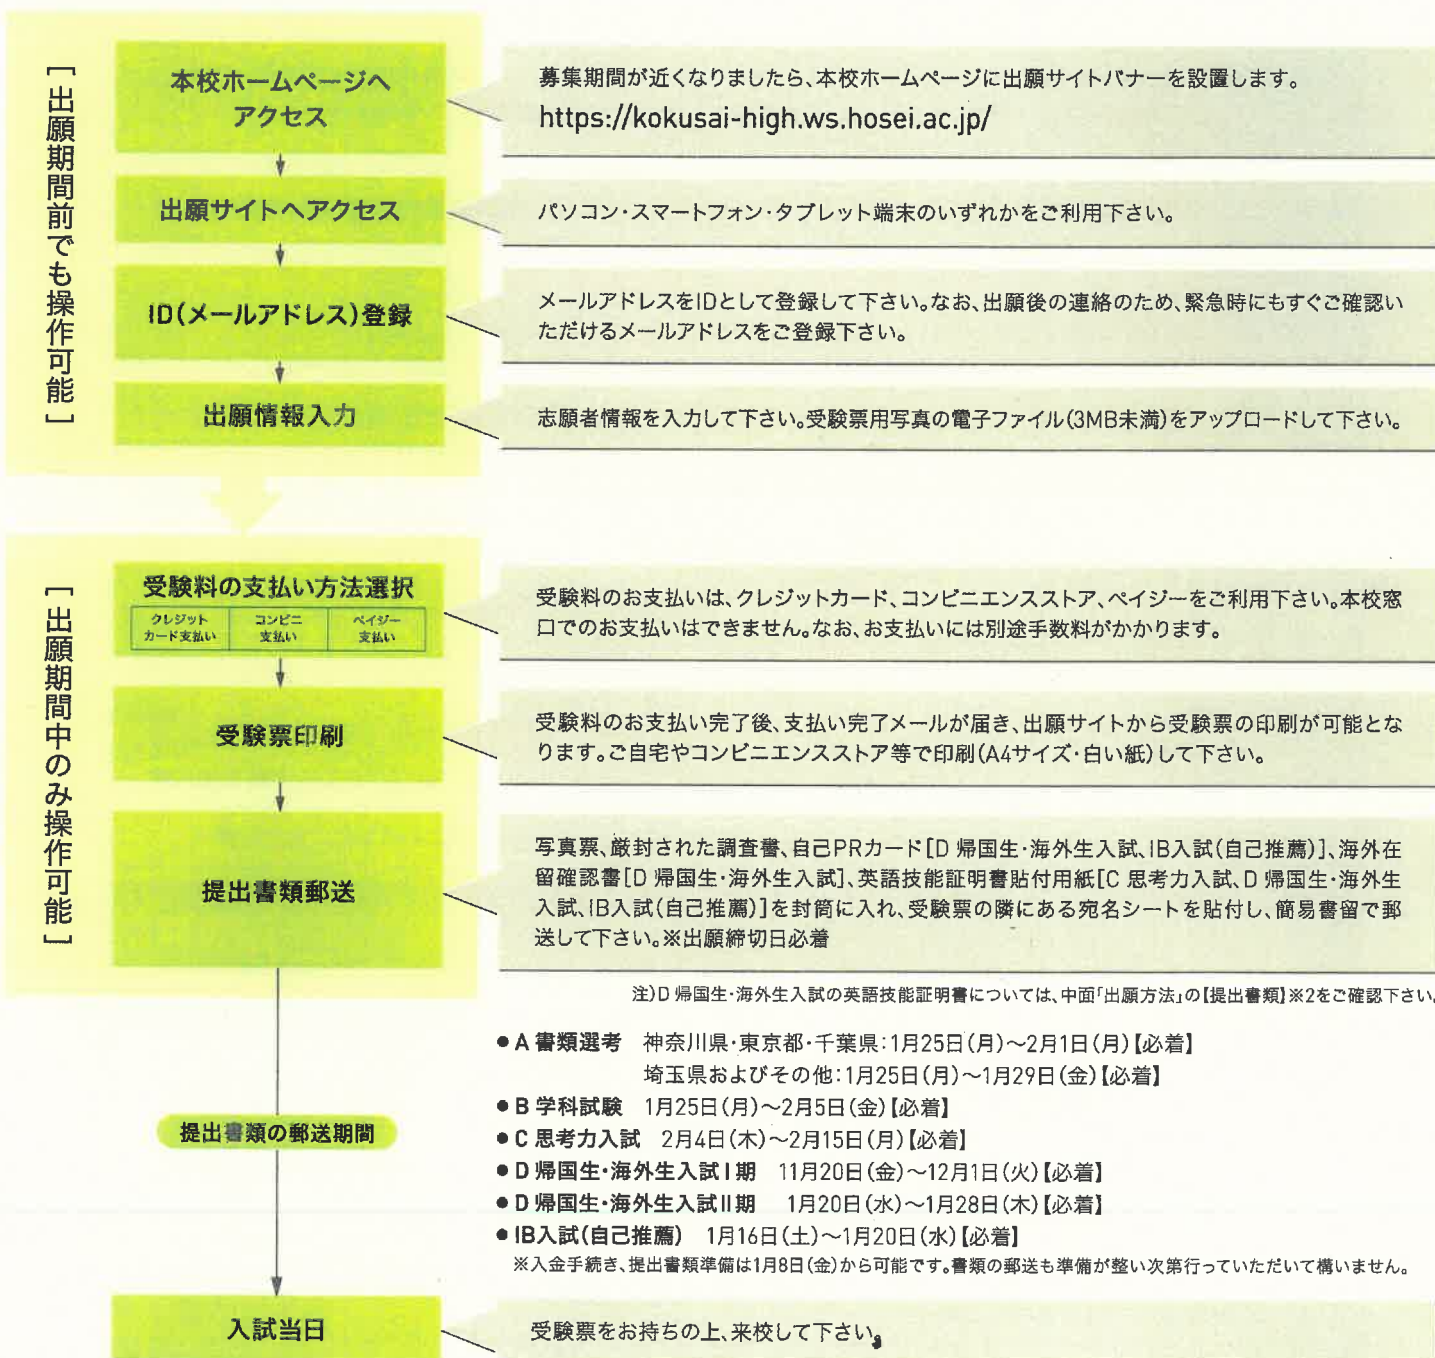 [出願期間前でも操作可能]
本校ホームページへ
アクセス
募集期間が近くなりましたら、本校ホームページに出願サイトバナーを設置します。
https://kokusai-high.ws.hosei.ac.jp/
出願サイトへアクセス
パソコン・スマートフォン・タブレット端末のいずれかをご利用下さい。
ID(メールアドレス)登録
メールアドレスをIDとして登録して下さい。なお、出願後の連絡のため、緊急時にもすぐご確認い
ただけるメールアドレスをご登録下さい。
出願情報入力
志願者情報を入力して下さい。受験票用写真の電子ファイル(3MB未満)をアップロードして下さい。
[出願期間中のみ操作可能]
受験料の支払い方法選択
クレジット
カード支払い
コンビニ
支払い
ペイジー
支払い
受験料のお支払いは、クレジットカード、コンビニエンスストア、ペイジーをご利用下さい。本校窓
口でのお支払いはできません。なお、お支払いには別途手数料がかかります。
受験票印刷
受験料のお支払い完了後、支払い完了メールが届き、出願サイトから受験票の印刷が可能とな
ります。ご自宅やコンビニエンスストア等で印刷(A4サイズ・白い紙)して下さい。
提出書類郵送
写真票、厳封された調査書、自己PRカード[D 帰国生・海外生入試、IB入試(自己推薦)]、海外在
留確認書[D 帰国生・海外生入試]、英語技能証明書貼付用紙[C 思考力入試、D 帰国生・海外生
入試、IB入試(自己推薦)]を封筒に入れ、受験票の隣にある宛名シートを貼付し、簡易書留で郵
送して下さい。※出願締切日必着
注)D 帰国生・海外生入試の英語技能証明書については、中面「出願方法」の【提出書類】※2をご確認下さい。
提出書類の郵送期間
●A 書類選考 神奈川県・東京都・千葉県:1月25日(月)〜2月1日(月)【必着】
埼玉県およびその他:1月25日(月)〜1月29日(金)【必着】
●B 学科試験 1月25日(月)〜2月5日(金)【必着】
●C 思考力入試 2月4日(木)〜2月15日(月)【必着】
●D 帰国生・海外生入試I期 11月20日(金)〜12月1日(火)【必着】
●D 帰国生・海外生入試II期 1月20日(水)〜1月28日(木)【必着】
●IB入試(自己推薦) 1月16日(土)〜1月20日(水)【必着】
※入金手続き、提出書類準備は1月8日(金)から可能です。書類の郵送も準備が整い次第行っていただいて構いません。
入試当日
受験票をお持ちの上、来校して下さい。